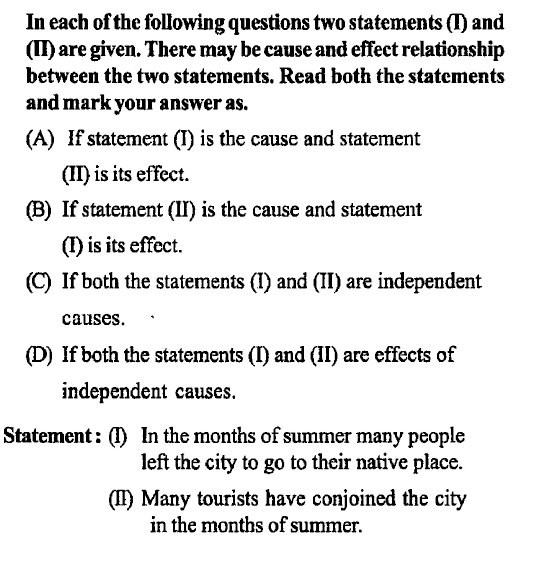 In each of the following questions two statements (I) and
(II) are given. There may be cause and effect relationship
between the two statements. Read both the statements
and mark your answer as.
(A) If statement (I) is the cause and statement
(II) is its effect.
(B) If statement (II) is the cause and statement
(I) is its effect.
(C) If both the statements (I) and (II) are independent
causes.
(D) If both the statements (I) and (II) are effects of
independent causes.
Statement : (I) In the months of summer many people
left the city to go to their native place.
(II) Many tourists have conjoined the city
in the months of summer.